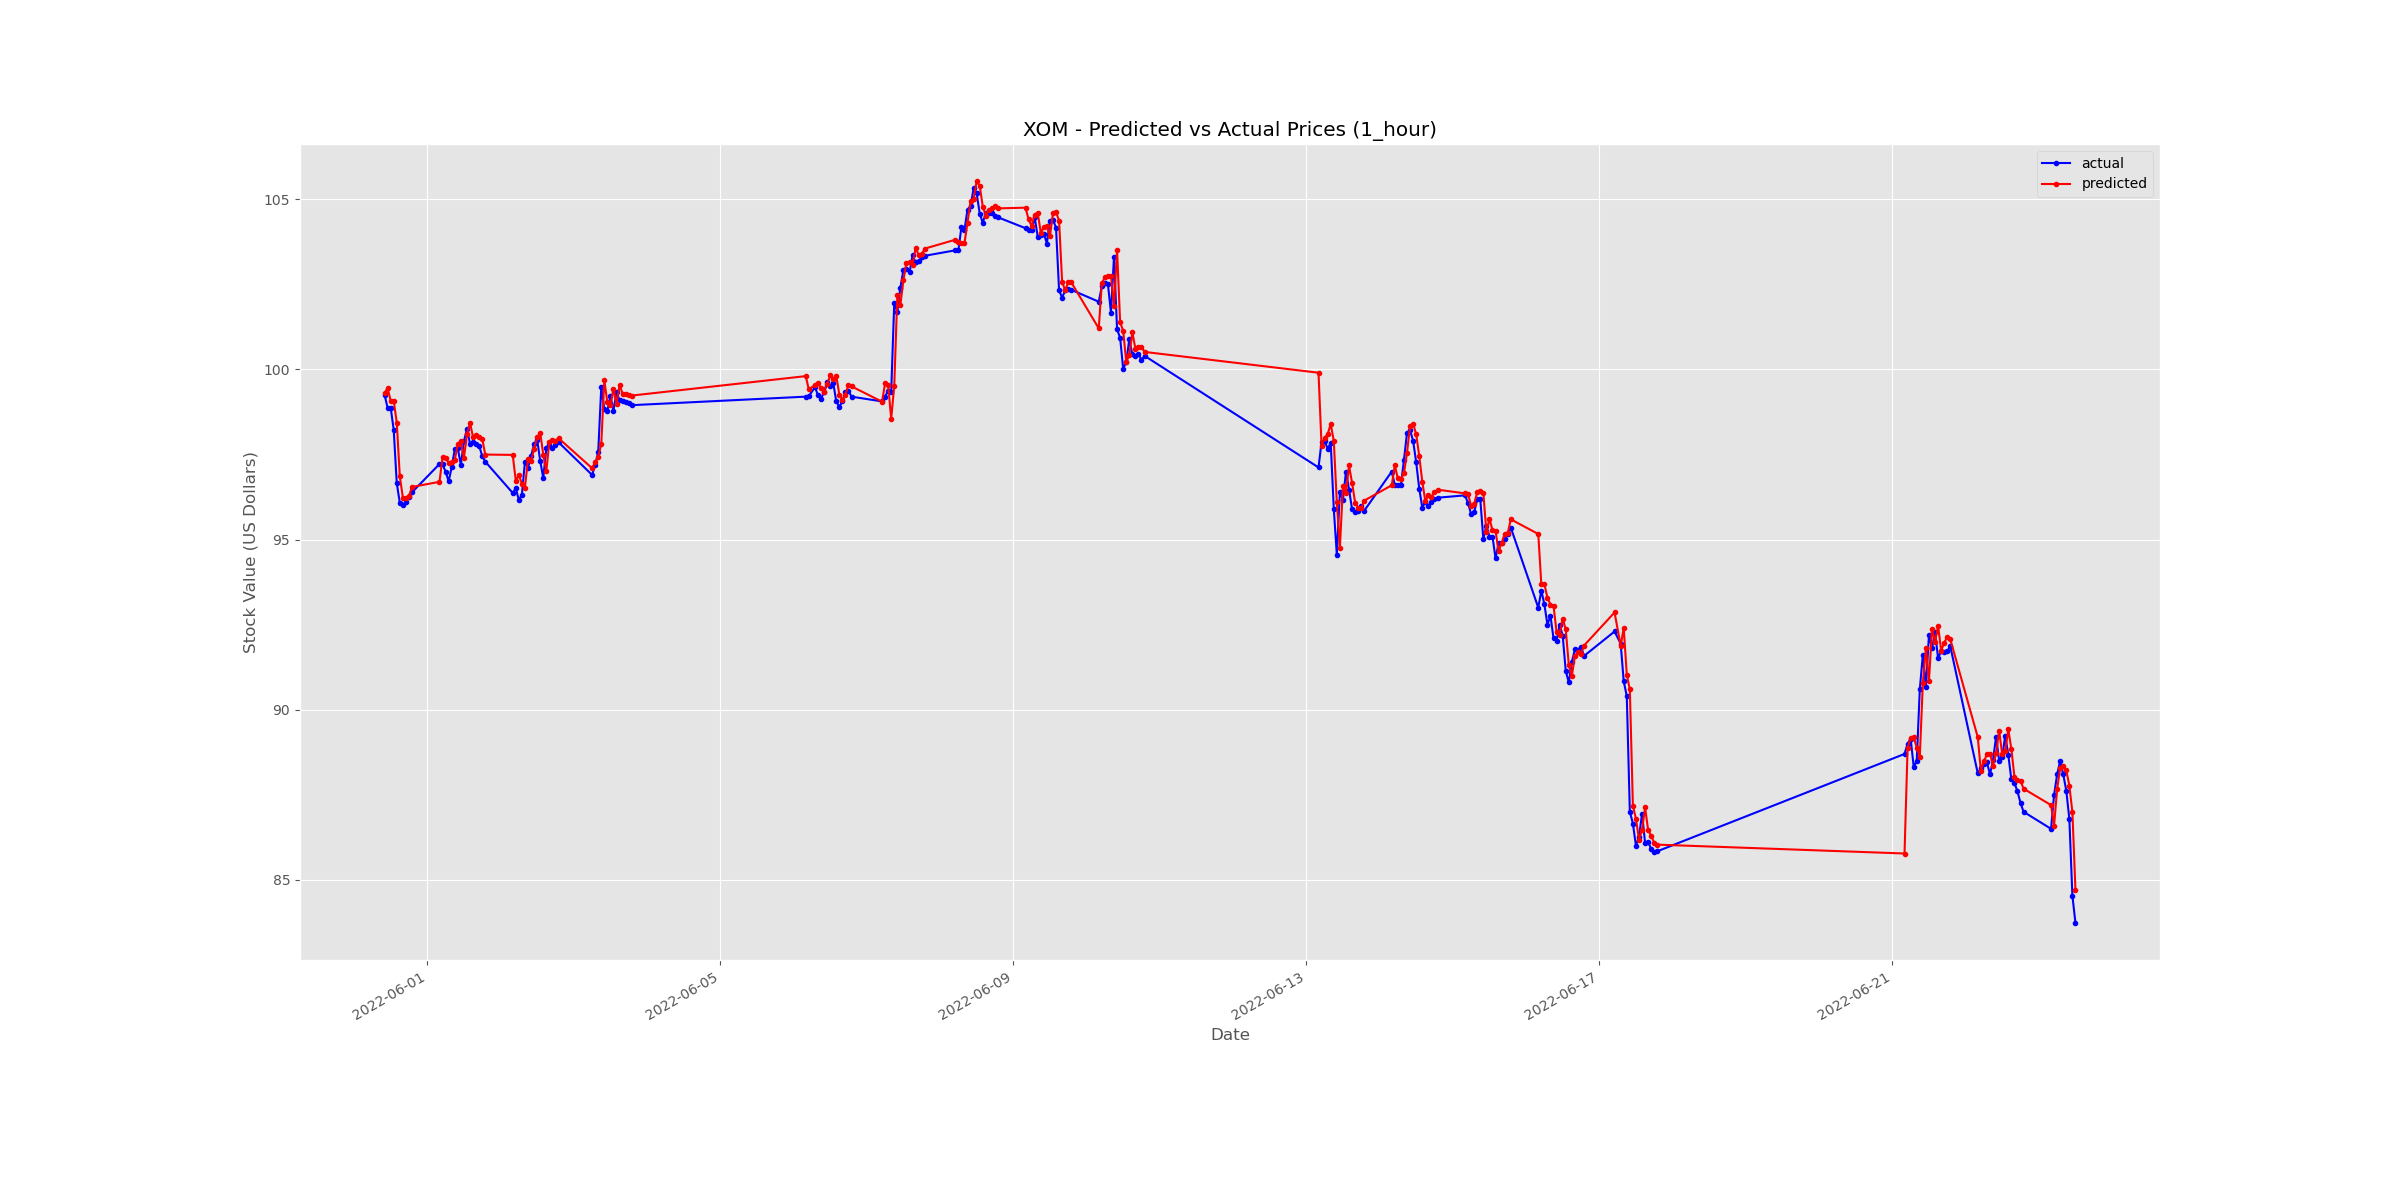 XOM - Predicted vs Actual Prices (1_hour)
actual
predicted
Stock Value (US Dollars)
105
100
95
90
85
2022-06-01
2022-06-05
2022-06-09
2022-06-13
2022-06-17
2022-06-21
Date